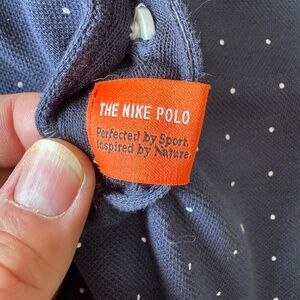 THE NIKE POLO
Perfected by Sport.
Inspired by Nature.